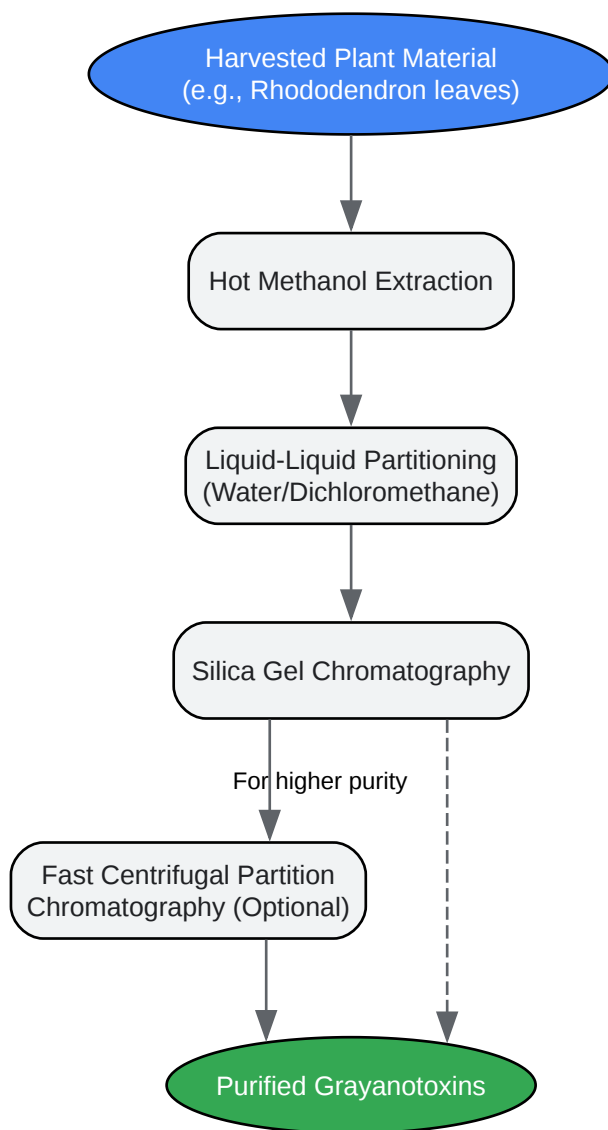 Harvested Plant Material
(e.g., Rhododendron leaves)
Hot Methanol Extraction
Liquid-Liquid Partitioning
(Water/Dichloromethane)
Silica Gel Chromatography
For higher purity
Fast Centrifugal Partition
Chromatography (Optional)
Purified Grayanotoxins